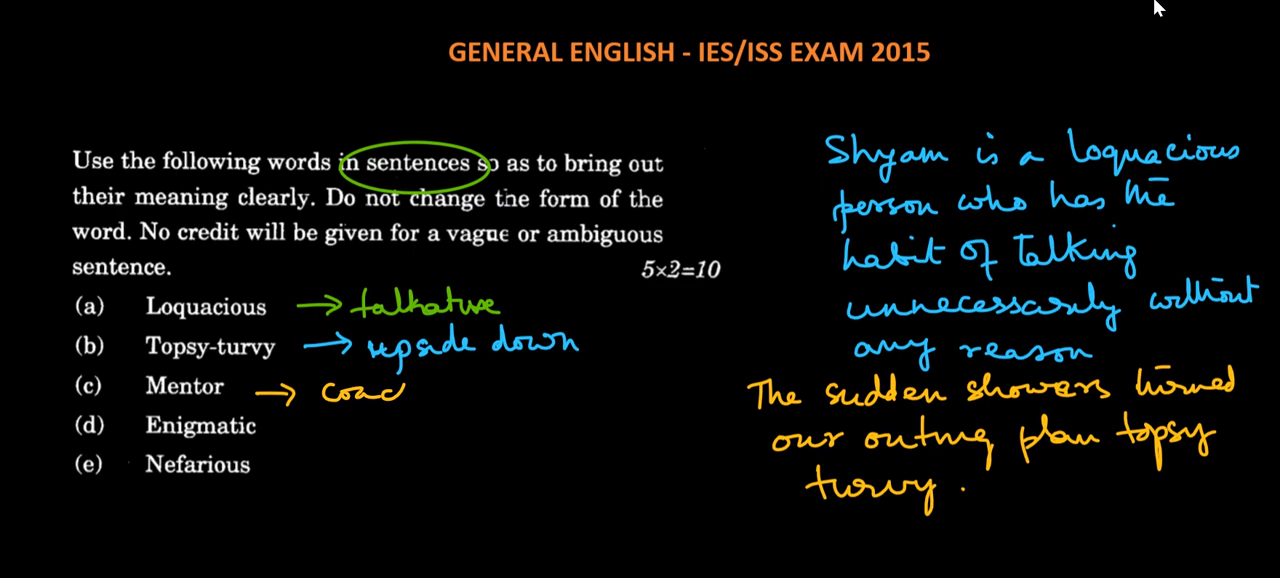 GENERAL ENGLISH - IES/ISS EXAM 2015
Use the following words in sentences so as to bring out
their meaning clearly. Do not change the form of the
word. No credit will be given for a vague or ambiguous
sentence. 5×2=10
(a) Loquacious → talkative
(b) Topsy-turvy → upside down
(c) Mentor → coac
(d) Enigmatic
(e) Nefarious
Shyam is a loquacious
person who has the
habit of talking
unnecessarily without
any reason
The sudden showers turned
our outing plan topsy
turvy.